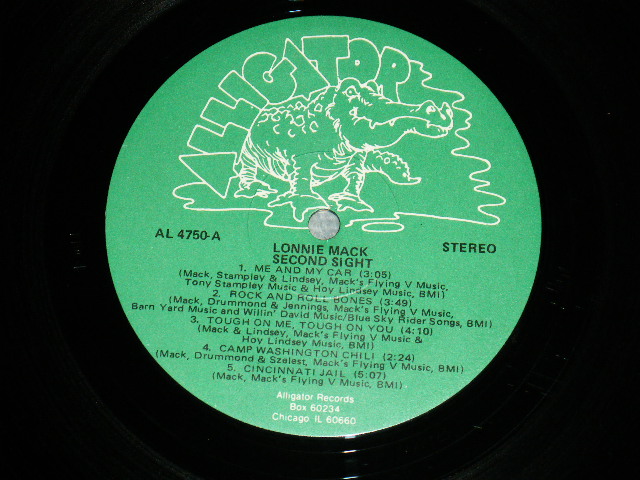 ALLIGATOR
AL 4750-A
STEREO
LONNIE MACK
SECOND SIGHT
1. ME AND MY CAR (3:05)
(Mack, Stampley & Lindsey, Mack's Flying V Music,
Tony Stampley Music & Hoy Lindsey Music, BMI)
2. ROCK AND ROLL BONES (3:49)
(Mack, Drummond & Jennings, Mack's Flying V Music,
Barn Yard Music and Willin' David Music/Blue Sky Rider Songs, BMI)
3. TOUGH ON ME, TOUGH ON YOU (4:10)
(Mack & Lindsey, Mack's Flying V Music &
Hoy Lindsey Music, BMI)
4. CAMP WASHINGTON CHILI (2:24)
(Mack, Drummond & Szelest, Mack's Flying V Music, BMI)
5. CINCINNATI JAIL (5:07)
(Mack, Mack's Flying V Music, BMI)
Alligator Records
Box 60234
Chicago IL 60660